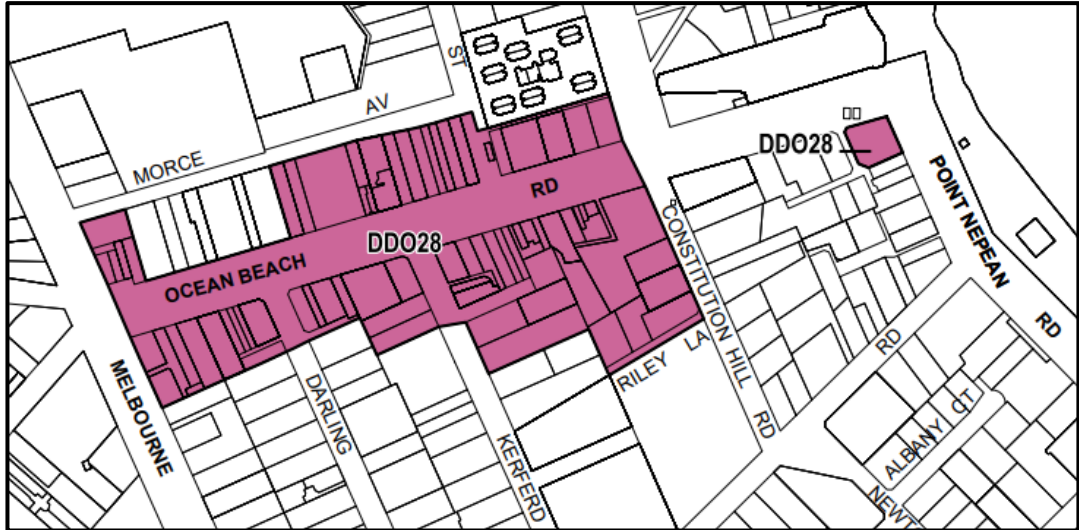 ST
AV
MORCE
DDO28
RD
DDO28
OCEAN BEACH
POINT NEPEAN
CONSTITUTION HILL
RD
RILEY LA
MELBOURNE
DARLING
KERFERD
RD
RD
ALBANY CT
NEWT